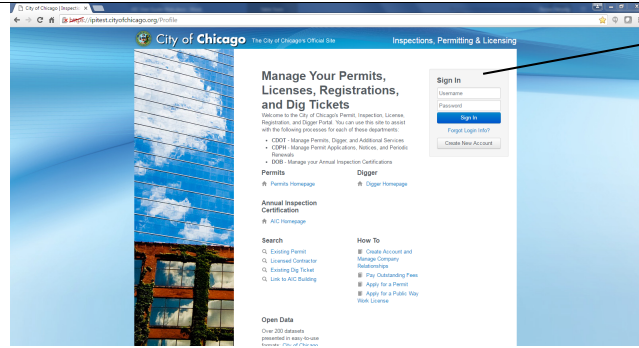 City of Chicago | Inspecti
https://ipitest.cityofchicago.org/Profile
City of Chicago The City of Chicago's Official Site
Inspections, Permitting & Licensing
Manage Your Permits,
Licenses, Registrations,
and Dig Tickets
Welcome to the City of Chicago's Permit, Inspection, License,
Registration, and Digger Portal. You can use this site to assist
with the following processes for each of these departments:
• CDOT - Manage Permits, Digger, and Additional Services
• CDPH - Manage Permit Applications, Notices, and Periodic
Renewals
• DOB - Manage your Annual Inspection Certifications
Permits
Permits Homepage
Digger
Digger Homepage
Annual Inspection
Certification
AIC Homepage
Search
Existing Permit
Licensed Contractor
Existing Dig Ticket
Link to AIC Building
How To
Create Account and
Manage Company
Relationships
Pay Outstanding Fees
Apply for a Permit
Apply for a Public Way
Work License
Open Data
Over 200 datasets
presented in easy-to-use
formats. City of Chicago
Sign In
Username
Password
Sign In
Forgot Login Info?
Create New Account